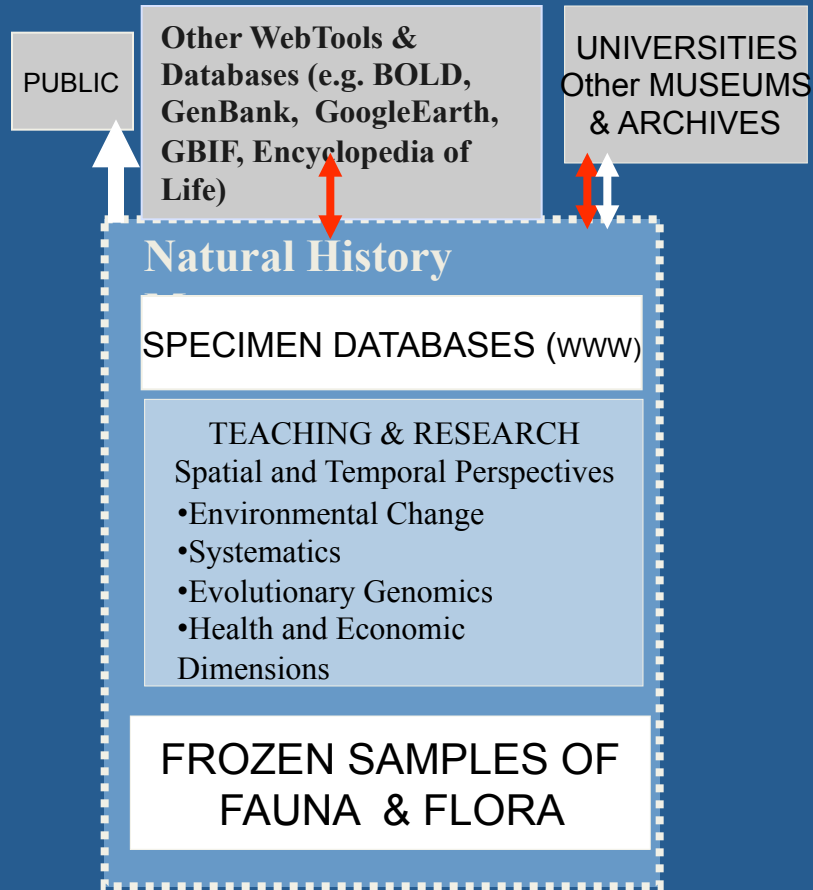 PUBLIC
Other WebTools &
Databases (e.g. BOLD,
GenBank, GoogleEarth,
GBIF, Encyclopedia of
Life)
UNIVERSITIES
Other MUSEUMS
& ARCHIVES
Natural History
SPECIMEN DATABASES (WWW)
TEACHING & RESEARCH
Spatial and Temporal Perspectives
•Environmental Change
•Systematics
•Evolutionary Genomics
•Health and Economic
Dimensions
FROZEN SAMPLES OF
FAUNA & FLORA